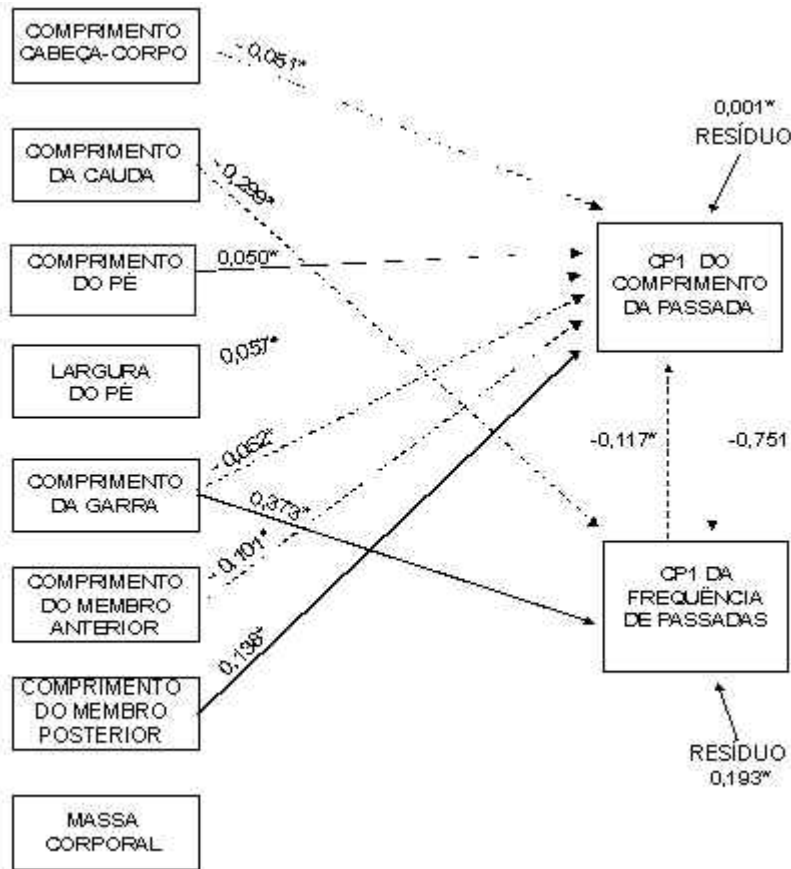 COMPRIMENTO
CABEÇA-CORPO
- 0,051*
0,001*
RESÍDUO
COMPRIMENTO
DA CAUDA
- 0,299*
COMPRIMENTO
DO PÉ
0,050*
CP1 DO
COMPRIMENTO
DA PASSADA
LARGURA
DO PÉ
- 0,057*
COMPRIMENTO
DA GARRA
- 0,052*
0,373*
-0,117*
-0,751
COMPRIMENTO
DO MEMBRO
ANTERIOR
- 0,101*
CP1 DA
FREQUÊNCIA
DE PASSADAS
COMPRIMENTO
DO MEMBRO
POSTERIOR
0,138*
RESÍDUO
0,193*
MASSA
CORPORAL